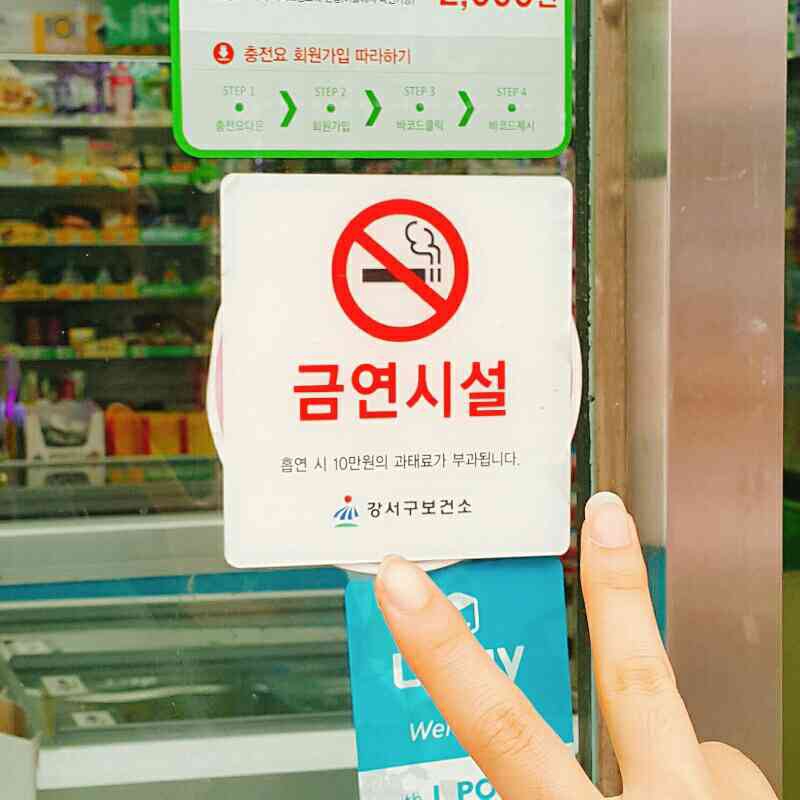 충전요 회원가입 따라하기
STEP 1 STEP 2 STEP 3 STEP 4
충전요다운 회원가입 바코드클릭 바코드제시
금연시설
흡연 시 10만원의 과태료가 부과됩니다.
강서구보건소